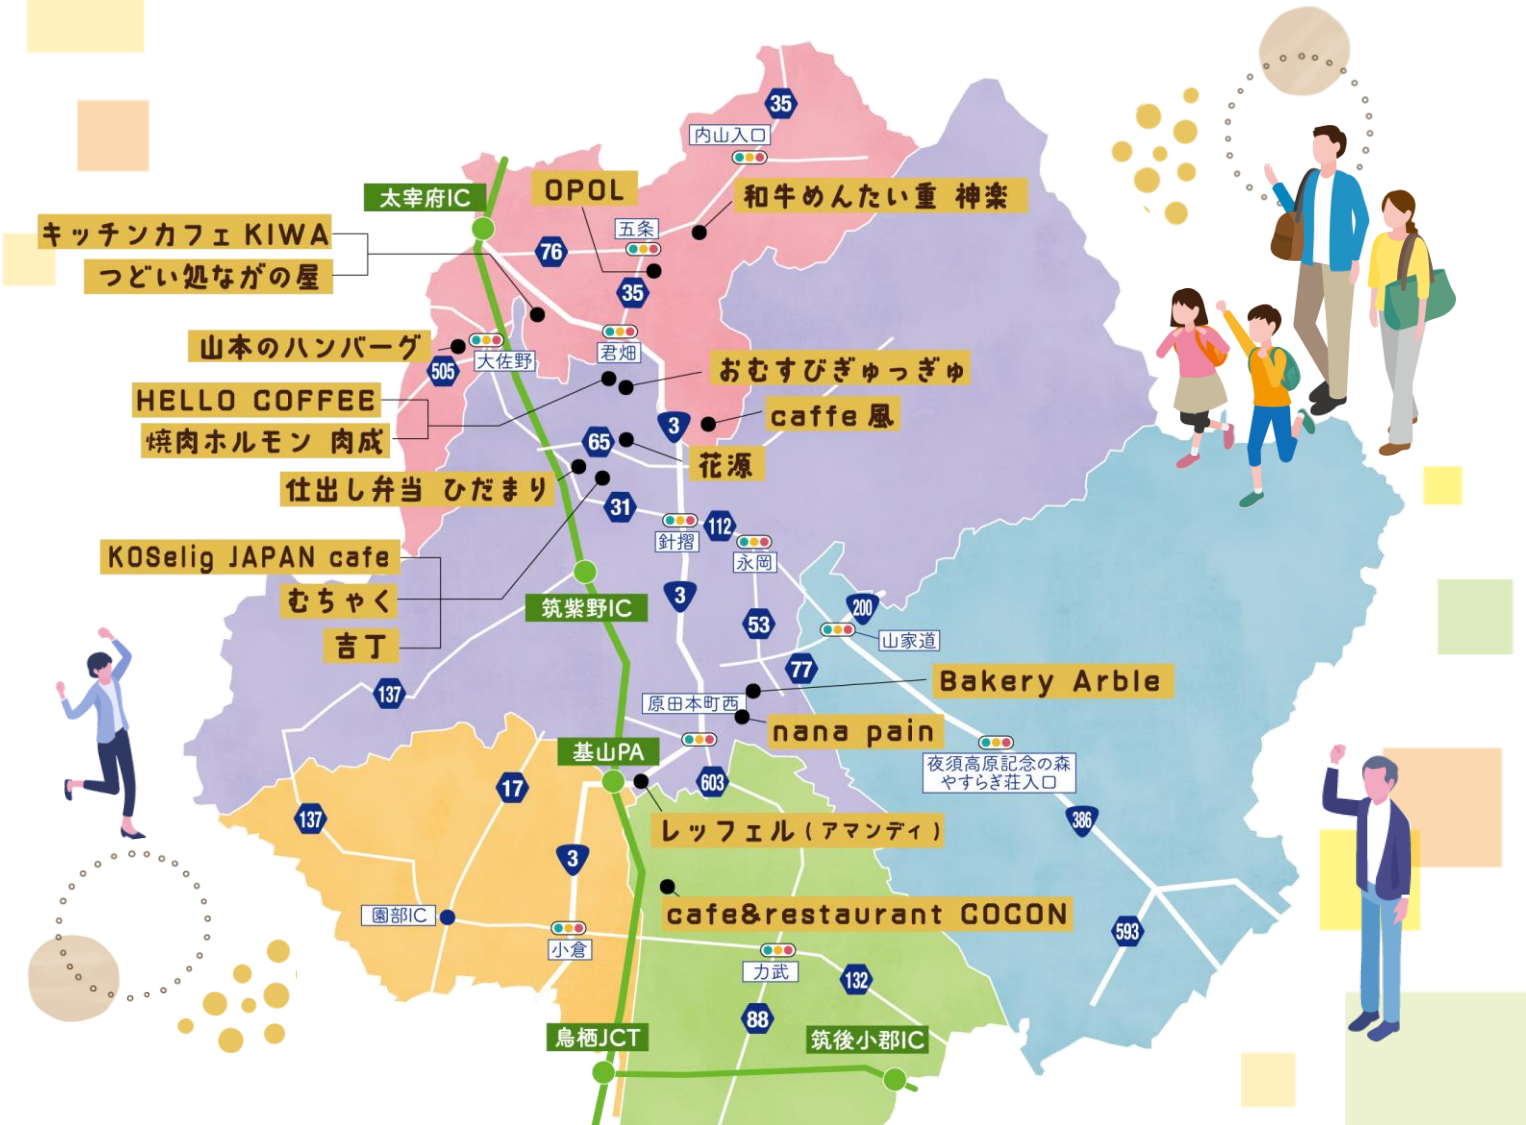 35
内山入口
太宰府IC
OPOL
和牛めんたい重 神楽
キッチンカフェ KIWA
五条
76
つどい処ながの屋
35
山本のハンバーグ
大佐野
君畑
505
おむすびぎゅっぎゅ
HELLO COFFEE
caffe 風
3
焼肉ホルモン 肉成
65
花源
仕出し弁当 ひだまり
31
112
針摺
KOSelig JAPAN cafe
永岡
むちゃく
3
筑紫野IC
200
53
山家道
吉丁
77
Bakery Arble
137
原田本町西
nana pain
基山PA
夜須高原記念の森
やすらぎ荘入口
17
603
137
386
レッフェル(アマンディ)
3
園部IC
cafe&restaurant COCON
593
小倉
力武
132
88
鳥栖JCT
筑後小郡IC